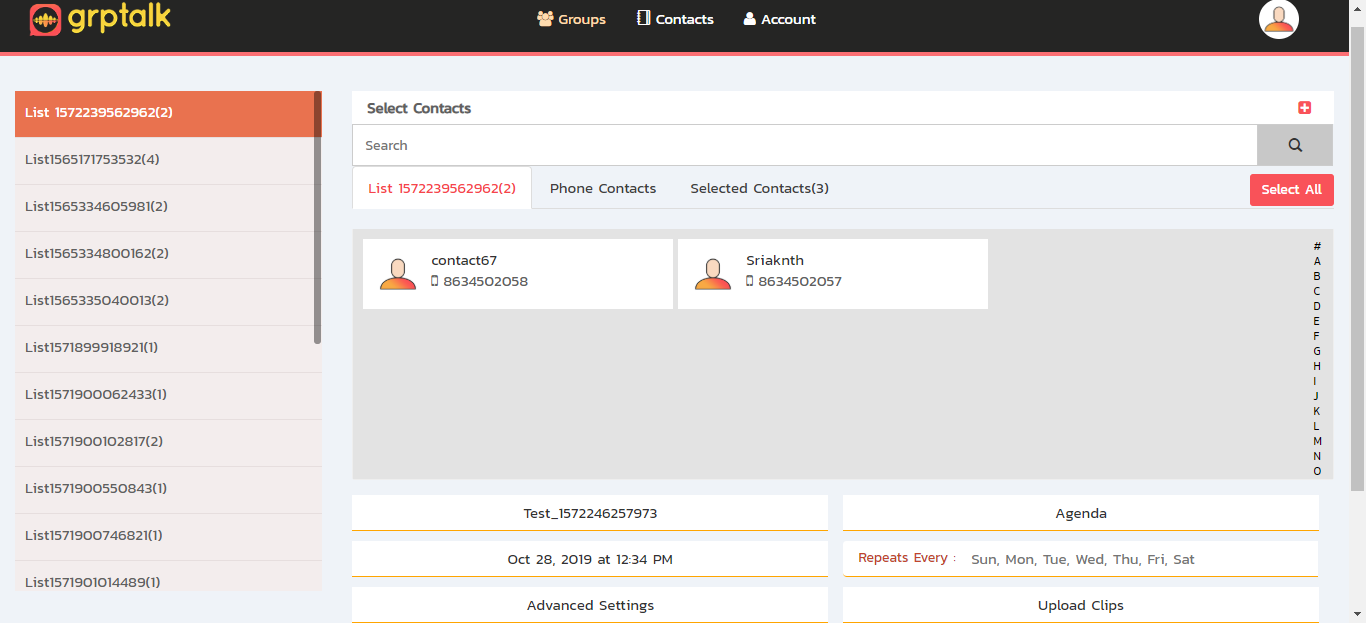 grptalk
Groups
Contacts
Account
List 1572239562962(2)
List1565171753532(4)
List1565334605981(2)
List1565334800162(2)
List1565335040013(2)
List1571899918921(1)
List1571900062433(1)
List1571900102817(2)
List1571900550843(1)
List1571900746821(1)
List1571901014489(1)
Select Contacts
Search
List 1572239562962(2)
Phone Contacts
Selected Contacts(3)
Select All
contact67
8634502058
Sriaknth
8634502057
#
A
B
C
D
E
F
G
H
I
J
K
L
M
N
O
Test_1572246257973
Agenda
Oct 28, 2019 at 12:34 PM
Repeats Every : Sun, Mon, Tue, Wed, Thu, Fri, Sat
Advanced Settings
Upload Clips